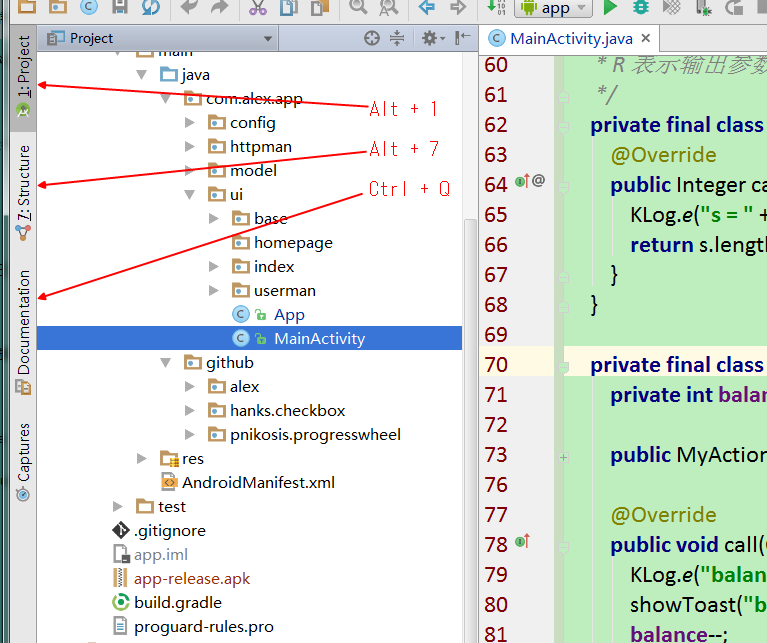 app
Project
MainActivity.java
1: Project
7: Structure
Documentation
Captures
main
java
com.alex.app
config
httpman
model
ui
base
homepage
index
userman
App
MainActivity
github
alex
hanks.checkbox
pnikosis.progresswheel
res
AndroidManifest.xml
test
.gitignore
app.iml
app-release.apk
build.gradle
proguard-rules.pro
Alt + 1
Alt + 7
Ctrl + Q
60 * R 表示输出参数
61 */
62 private final class
63 @Override
64 public Integer ca
65 KLog.e("s = " +
66 return s.length
67 }
68 }
69
70 private final class
71 private int balan
72
73 public MyAction
76
77 @Override
78 public void call(
79 KLog.e("balan
80 showToast("b
81 balance--;